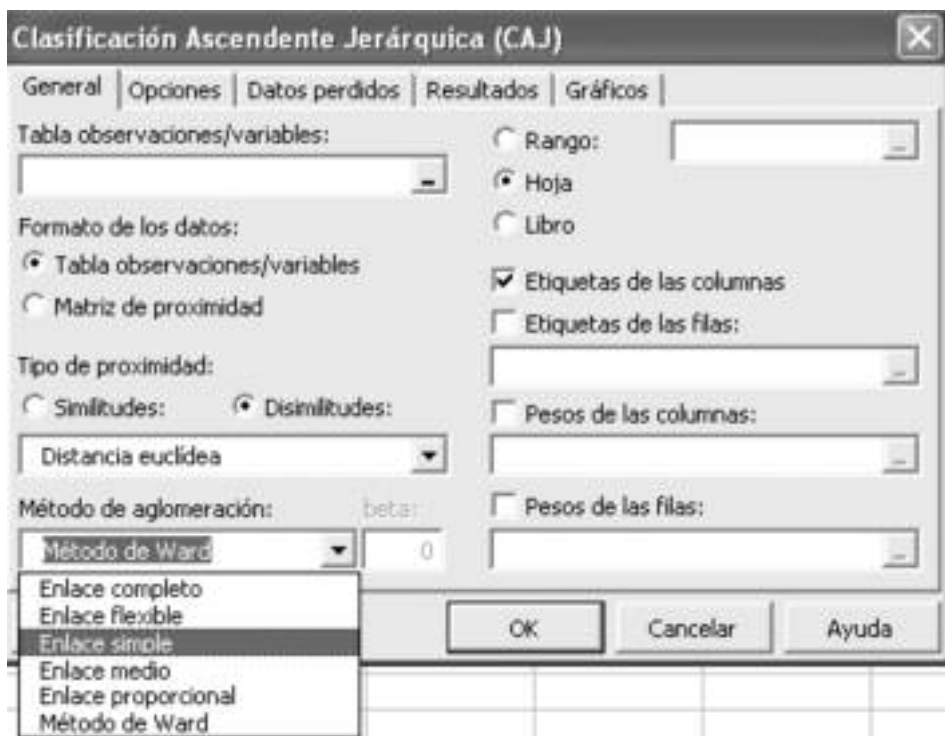 Clasificación Ascendente Jerárquica (CAJ)
General Opciones Datos perdidos Resultados Gráficos
Tabla observaciones/variables:
Formato de los datos:
Tabla observaciones/variables
Matriz de proximidad
Tipo de proximidad:
Similitudes: Disimilitudes:
Distancia euclídea
Método de aglomeración: beta:
Método de Ward 0
Enlace completo
Enlace flexible
Enlace simple
Enlace medio
Enlace proporcional
Método de Ward
Rango:
Hoja
Libro
Etiquetas de las columnas
Etiquetas de las filas:
Pesos de las columnas:
Pesos de las filas:
OK Cancelar Ayuda